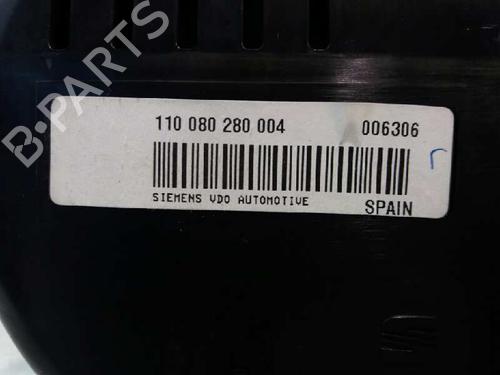 B-PARTS
110 080 280 004 006306
SIEMENS VDO AUTOMOTIVE
SPAIN